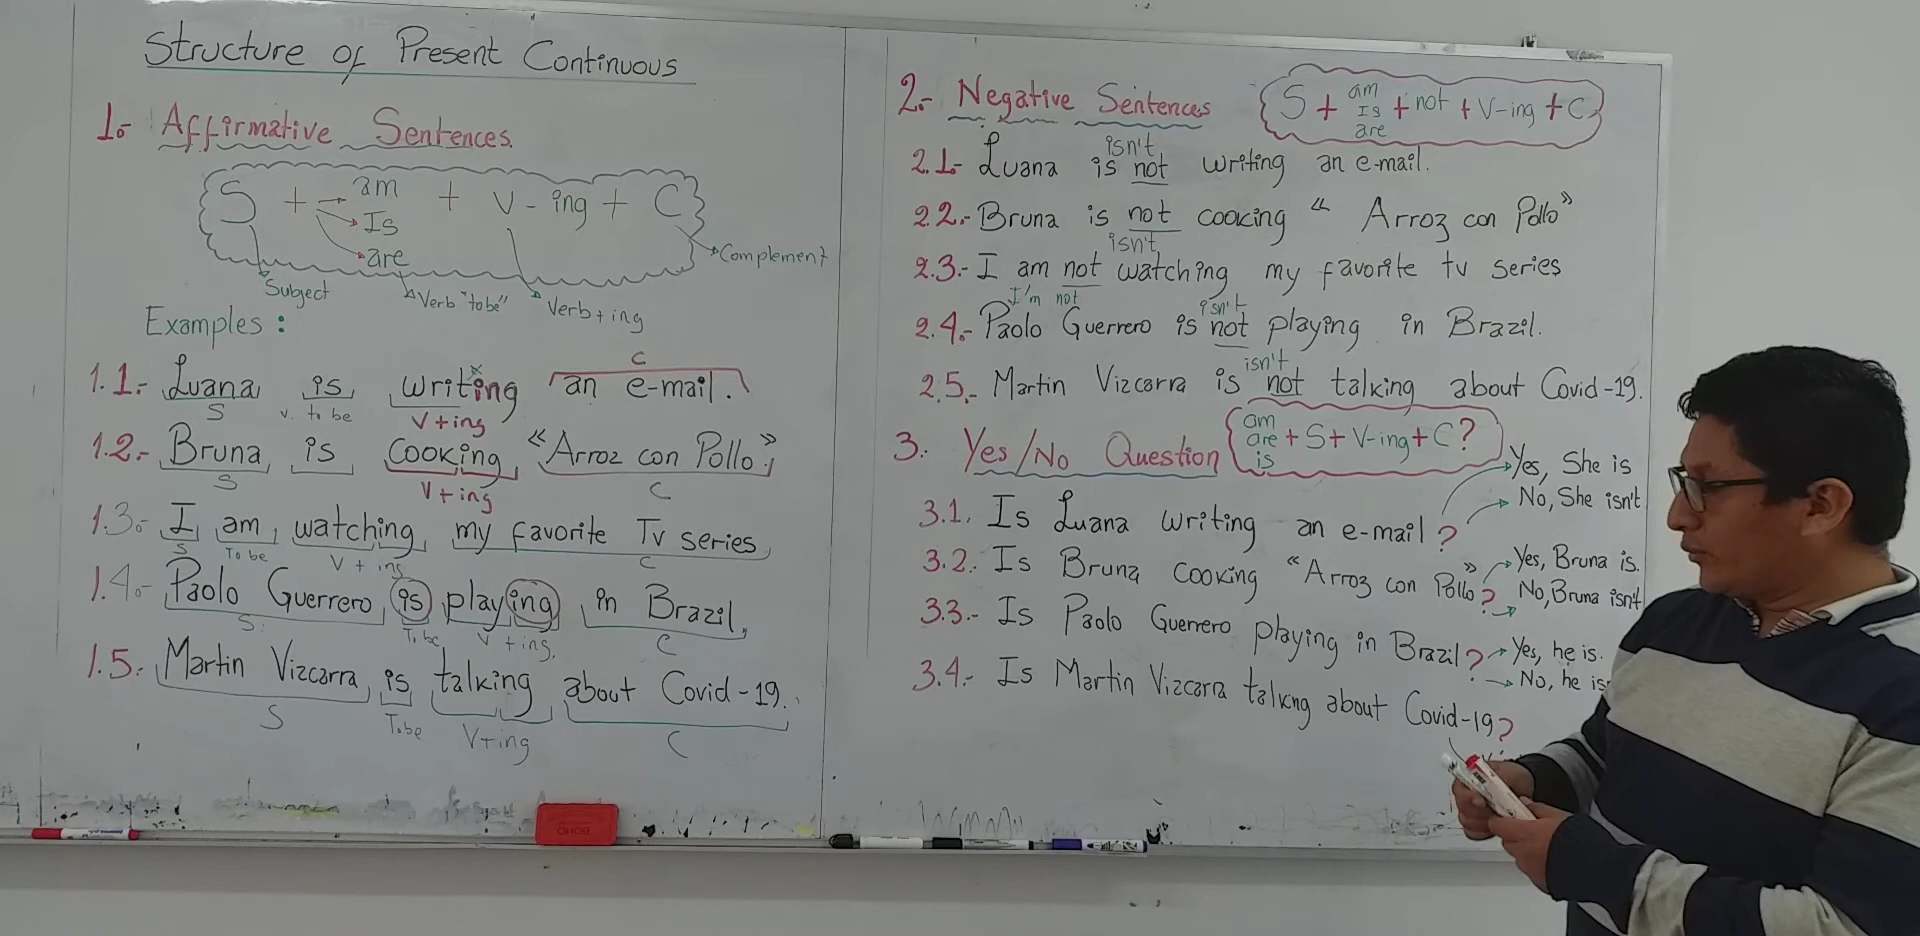 Structure of Present Continuous
1.- Affirmative Sentences.
S + am + V-ing + C
Is
are
Subject
Verb "to be"
Verb + ing
Complement
Examples :
C
1.1.- Luana is writing an e-mail.
S v. to be V+ing
1.2.- Bruna is cooking "Arroz con Pollo".
S V+ing C
1.3.- I am watching my favorite Tv series
S To be V + ing C
1.4.- Paolo Guerrero is playing in Brazil,
S To be V + ing. C
1.5.- Martin Vizcarra is talking about Covid-19.
S To be V+ing C
2.- Negative Sentences
S + am + not + V-ing + C
Is
are
isn't
2.1- Luana is not writing an e-mail.
2.2.- Bruna is not cooking "Arroz con Pollo"
isn't
2.3.- I am not watching my favorite tv series
I'm not
isn't
2.4.- Paolo Guerrero is not playing in Brazil.
isn't
2.5.- Martin Vizcarra is not talking about Covid-19.
3.- Yes/No Question
am
are + S + V-ing + C?
is
Yes, She is
No, She isn't
3.1. Is Luana writing an e-mail?
3.2.- Is Bruna cooking "Arroz con Pollo"?
Yes, Bruna is.
No, Bruna isn't
3.3.- Is Paolo Guerrero playing in Brazil?
Yes, he is.
No, he is
3.4.- Is Martin Vizcarra talking about Covid-19?